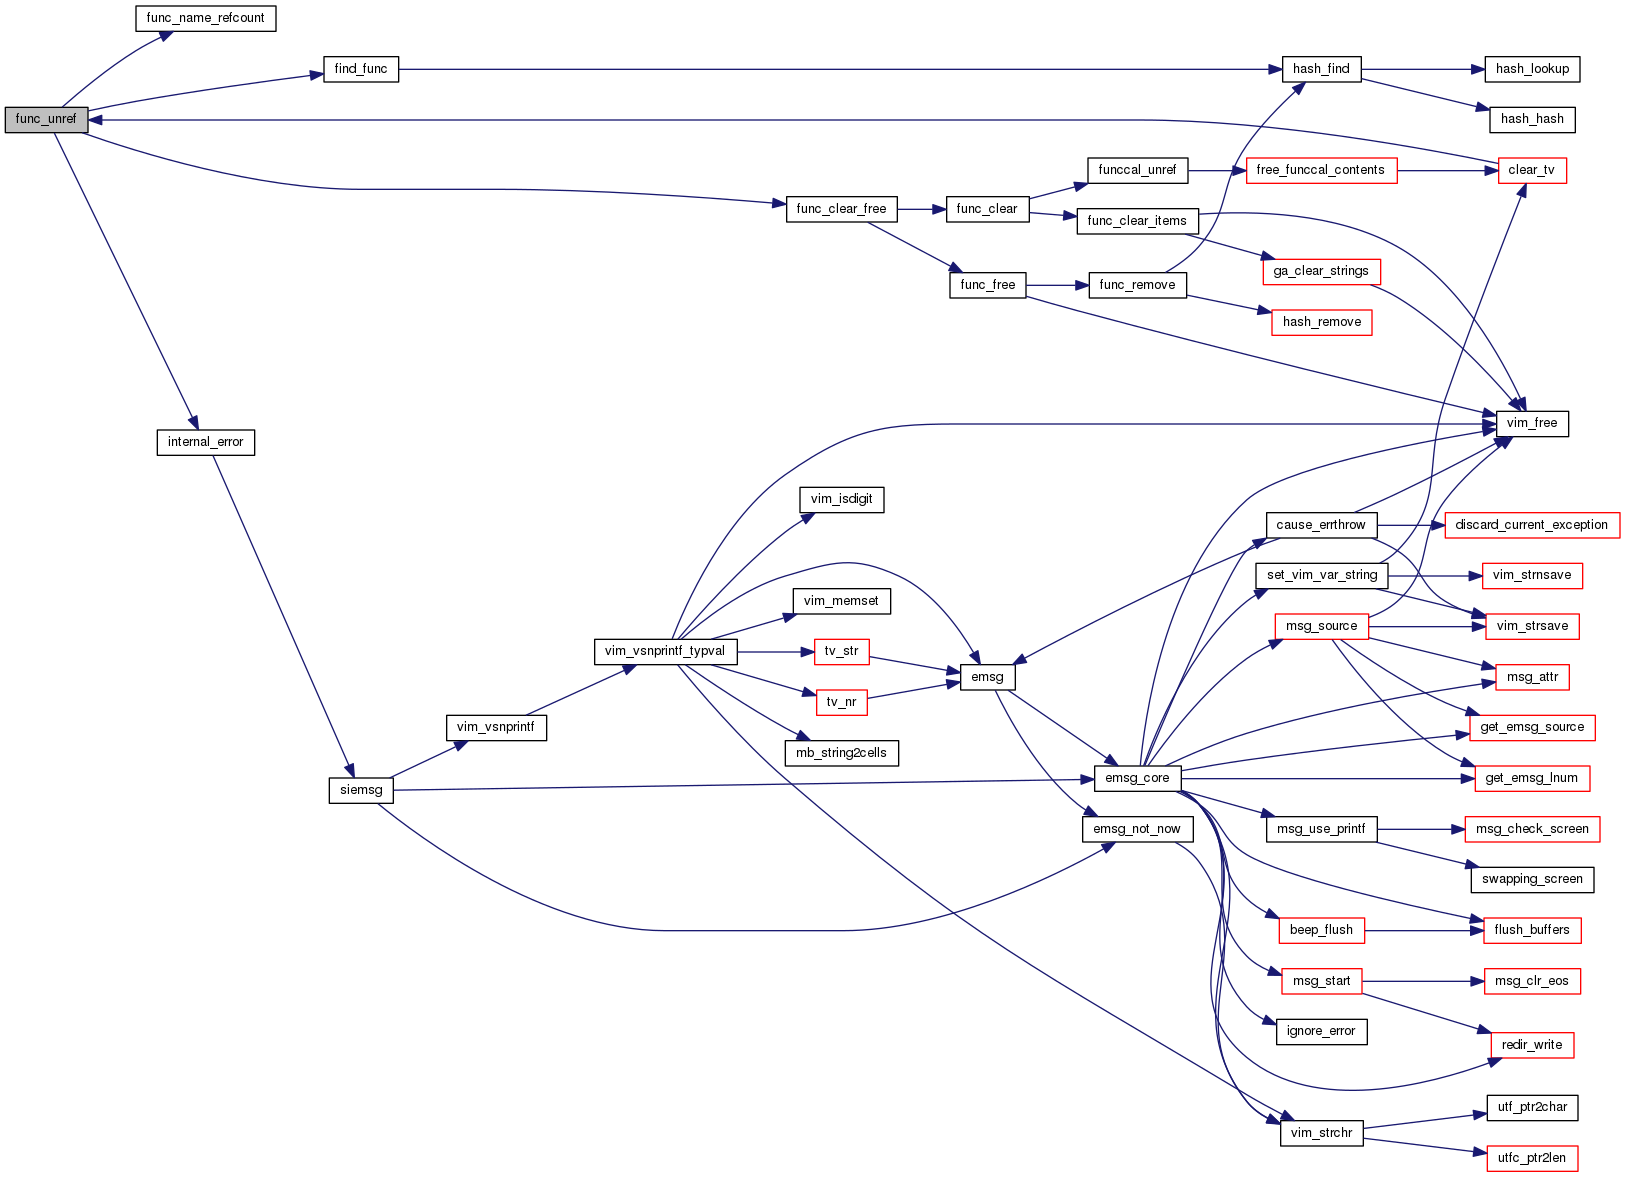 func_name_refcount
find_func
hash_find
hash_lookup
hash_hash
func_unref
funccal_unref
free_funccal_contents
clear_tv
func_clear_free
func_clear
func_clear_items
ga_clear_strings
func_free
func_remove
hash_remove
vim_free
internal_error
vim_isdigit
cause_errthrow
discard_current_exception
set_vim_var_string
vim_strnsave
vim_memset
msg_source
vim_strsave
vim_vsnprintf_typval
tv_str
emsg
msg_attr
tv_nr
vim_vsnprintf
get_emsg_source
mb_string2cells
siemsg
emsg_core
get_emsg_lnum
emsg_not_now
msg_use_printf
msg_check_screen
swapping_screen
beep_flush
flush_buffers
msg_start
msg_clr_eos
ignore_error
redir_write
utf_ptr2char
vim_strchr
utfc_ptr2len